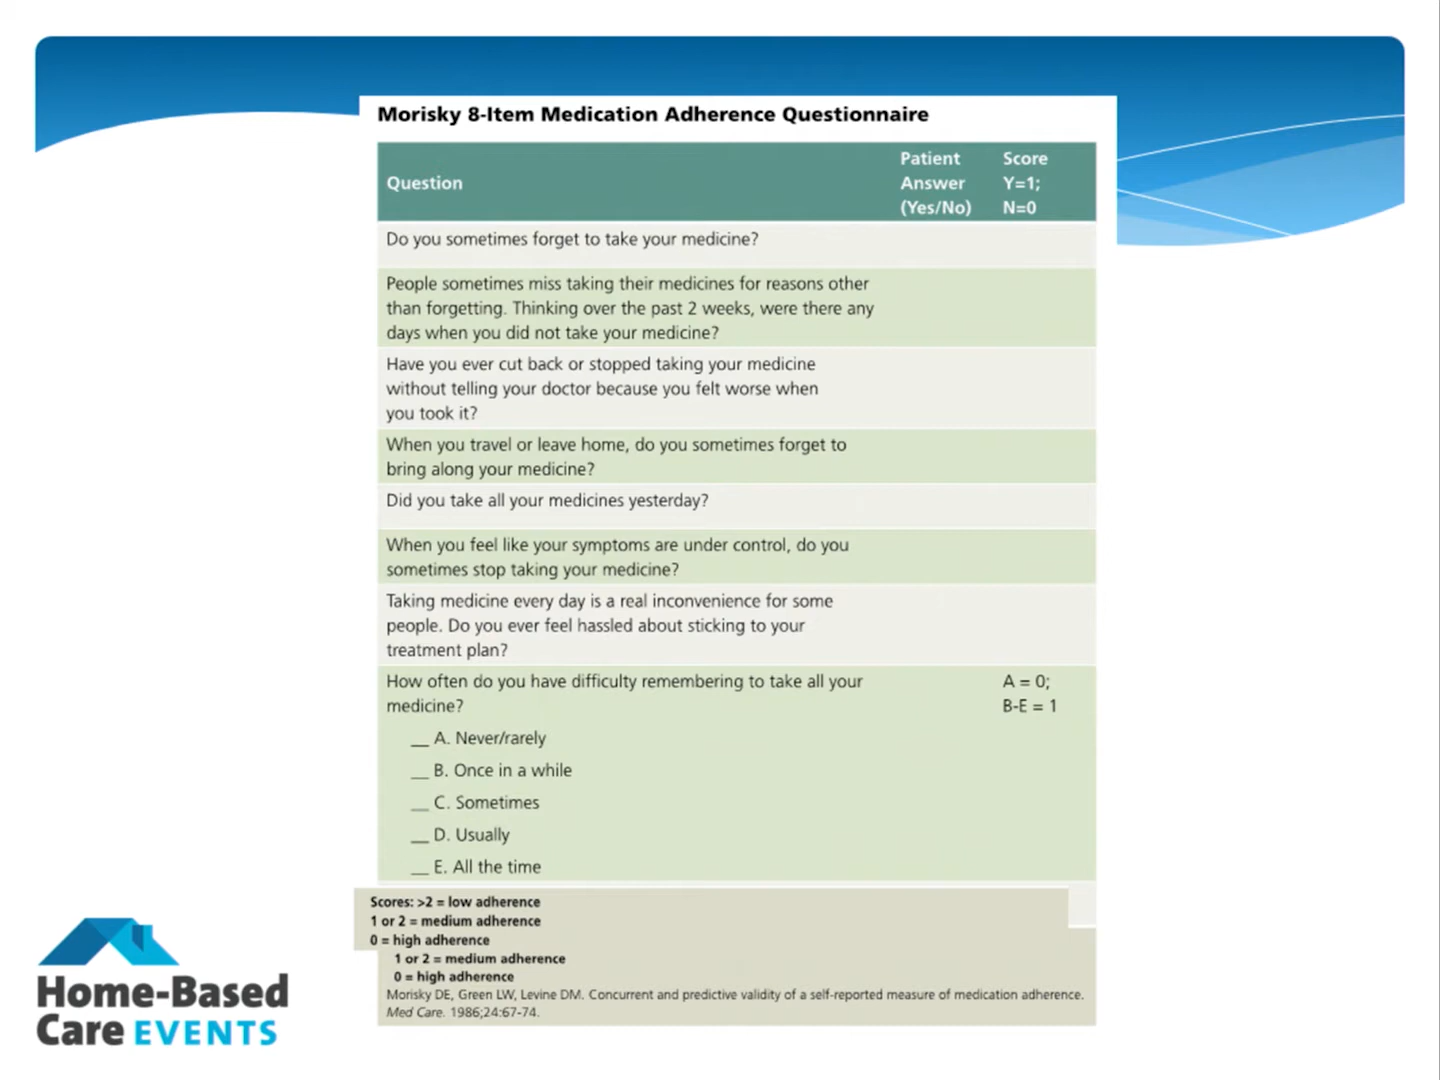 Morisky 8-Item Medication Adherence Questionnaire
Question
Patient
Answer
(Yes/No)
Score
Y=1;
N=0
Do you sometimes forget to take your medicine?
People sometimes miss taking their medicines for reasons other
than forgetting. Thinking over the past 2 weeks, were there any
days when you did not take your medicine?
Have you ever cut back or stopped taking your medicine
without telling your doctor because you felt worse when
you took it?
When you travel or leave home, do you sometimes forget to
bring along your medicine?
Did you take all your medicines yesterday?
When you feel like your symptoms are under control, do you
sometimes stop taking your medicine?
Taking medicine every day is a real inconvenience for some
people. Do you ever feel hassled about sticking to your
treatment plan?
How often do you have difficulty remembering to take all your
medicine?
A = 0;
B-E = 1
__ A. Never/rarely
__ B. Once in a while
__ C. Sometimes
__ D. Usually
__ E. All the time
Scores: >2 = low adherence
1 or 2 = medium adherence
0 = high adherence
1 or 2 = medium adherence
0 = high adherence
Morisky DE, Green LW, Levine DM. Concurrent and predictive validity of a self-reported measure of medication adherence.
Med Care. 1986;24:67-74.
Home-Based
Care EVENTS